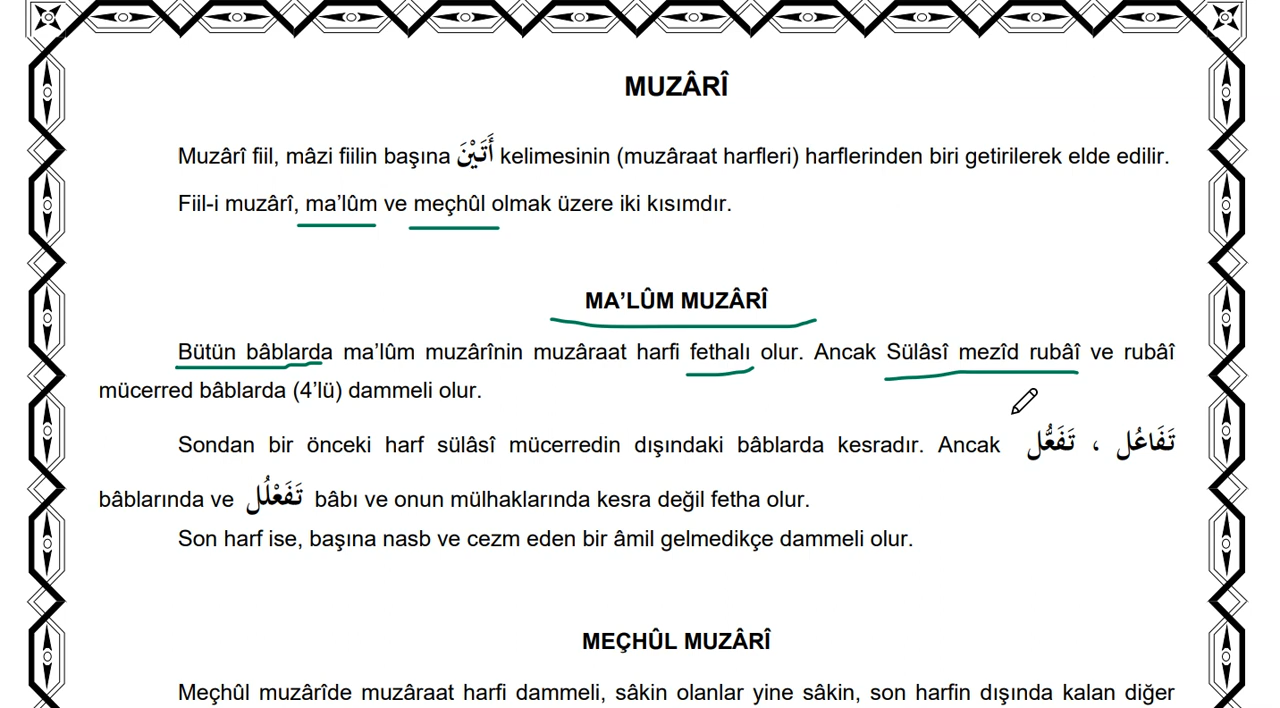 MUZÂRÎ
Muzârî fiil, mâzi fiilin başına أَتَيْنَ kelimesinin (muzâraat harfleri) harflerinden biri getirilerek elde edilir.
Fiil-i muzârî, ma’lûm ve meçhûl olmak üzere iki kısımdır.
MA’LÛM MUZÂRÎ
Bütün bâblarda ma’lûm muzârînin muzâraat harfi fethalı olur. Ancak Sülâsî mezîd rubâî ve rubâî
mücerred bâblarda (4’lü) dammeli olur.
Sondan bir önceki harf sülâsî mücerredin dışındaki bâblarda kesradır. Ancak تَفَاعُل ، تَفَعُّل
bâblarında ve تَفَعْلُل bâbı ve onun mülhaklarında kesra değil fetha olur.
Son harf ise, başına nasb ve cezm eden bir âmil gelmedikçe dammeli olur.
MEÇHÛL MUZÂRÎ
Meçhûl muzârîde muzâraat harfi dammeli, sâkin olanlar yine sâkin, son harfin dışında kalan diğer